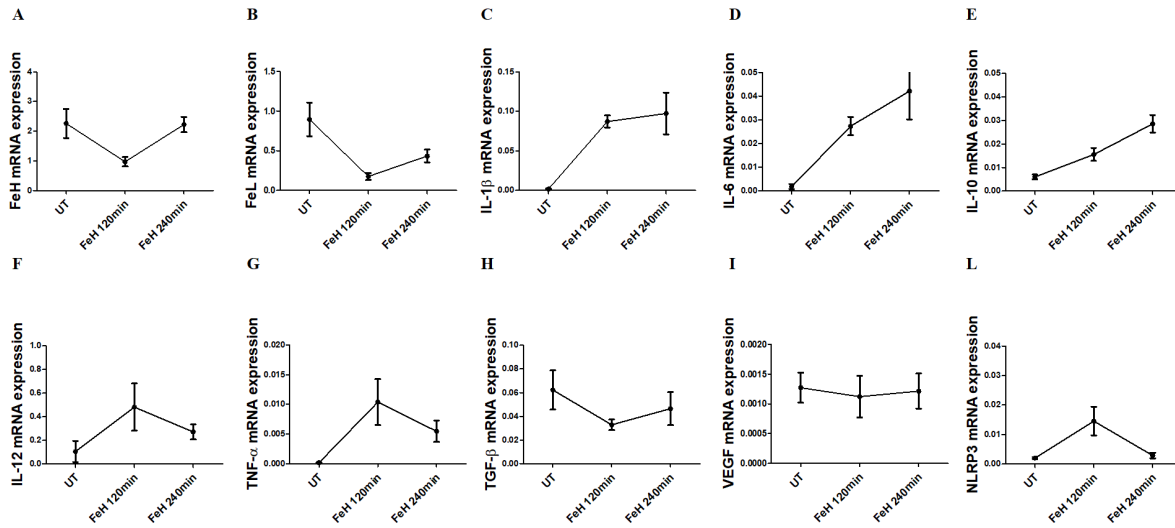 A
B
C
D
E
FeH mRNA expression
4
3
2
1
0
UT
FeH 120min
FeH 240min
FeL mRNA expression
1.5
1.0
0.5
0.0
UT
FeH 120min
FeH 240min
IL-1β mRNA expression
0.15
0.10
0.05
0.00
UT
FeH 120min
FeH 240min
IL-6 mRNA expression
0.05
0.04
0.03
0.02
0.01
0.00
UT
FeH 120min
FeH 240min
IL-10 mRNA expression
0.05
0.04
0.03
0.02
0.01
0.00
UT
FeH 120min
FeH 240min
F
G
H
I
L
IL-12 mRNA expression
1.0
0.8
0.6
0.4
0.2
0.0
UT
FeH 120min
FeH 240min
TNF-α mRNA expression
0.020
0.015
0.010
0.005
0.000
UT
FeH 120min
FeH 240min
TGF-β mRNA expression
0.10
0.08
0.06
0.04
0.02
0.00
UT
FeH 120min
FeH 240min
VEGF mRNA expression
0.0020
0.0015
0.0010
0.0005
0.0000
UT
FeH 120min
FeH 240min
NLRP3 mRNA expression
0.04
0.03
0.02
0.01
0.00
UT
FeH 120min
FeH 240min